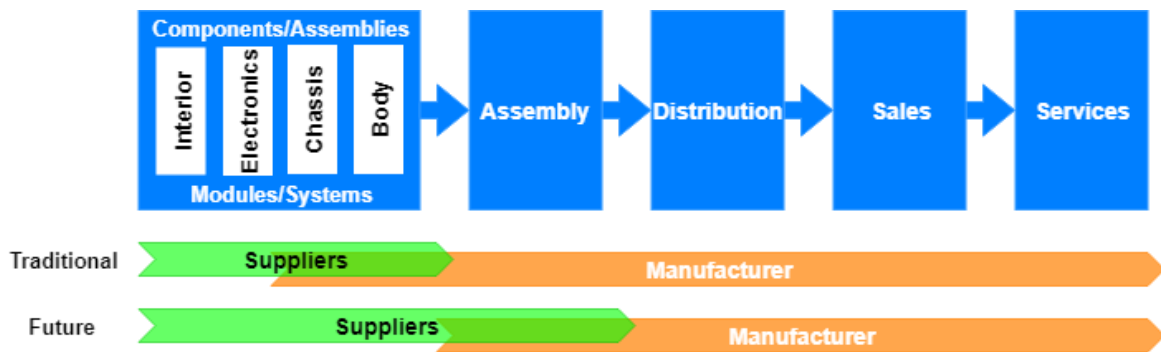 Components/Assemblies
Interior
Electronics
Chassis
Body
Modules/Systems
Assembly
Distribution
Sales
Services
Traditional
Suppliers
Manufacturer
Future
Suppliers
Manufacturer